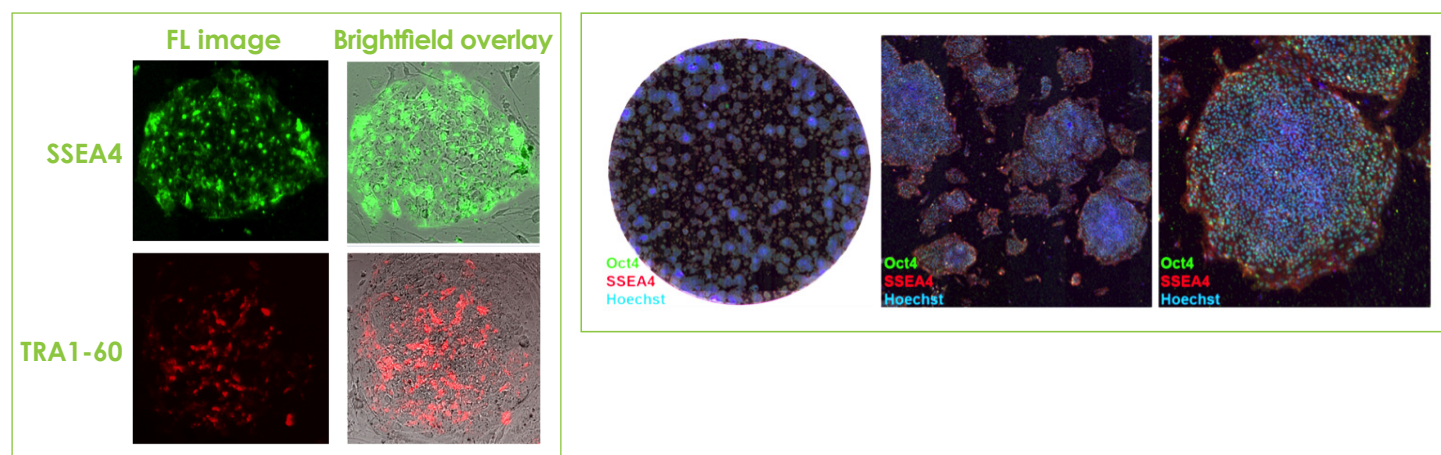 FL image
Brightfield overlay
SSEA4
TRA1-60
Oct4
SSEA4
Hoechst
Oct4
SSEA4
Hoechst
Oct4
SSEA4
Hoechst